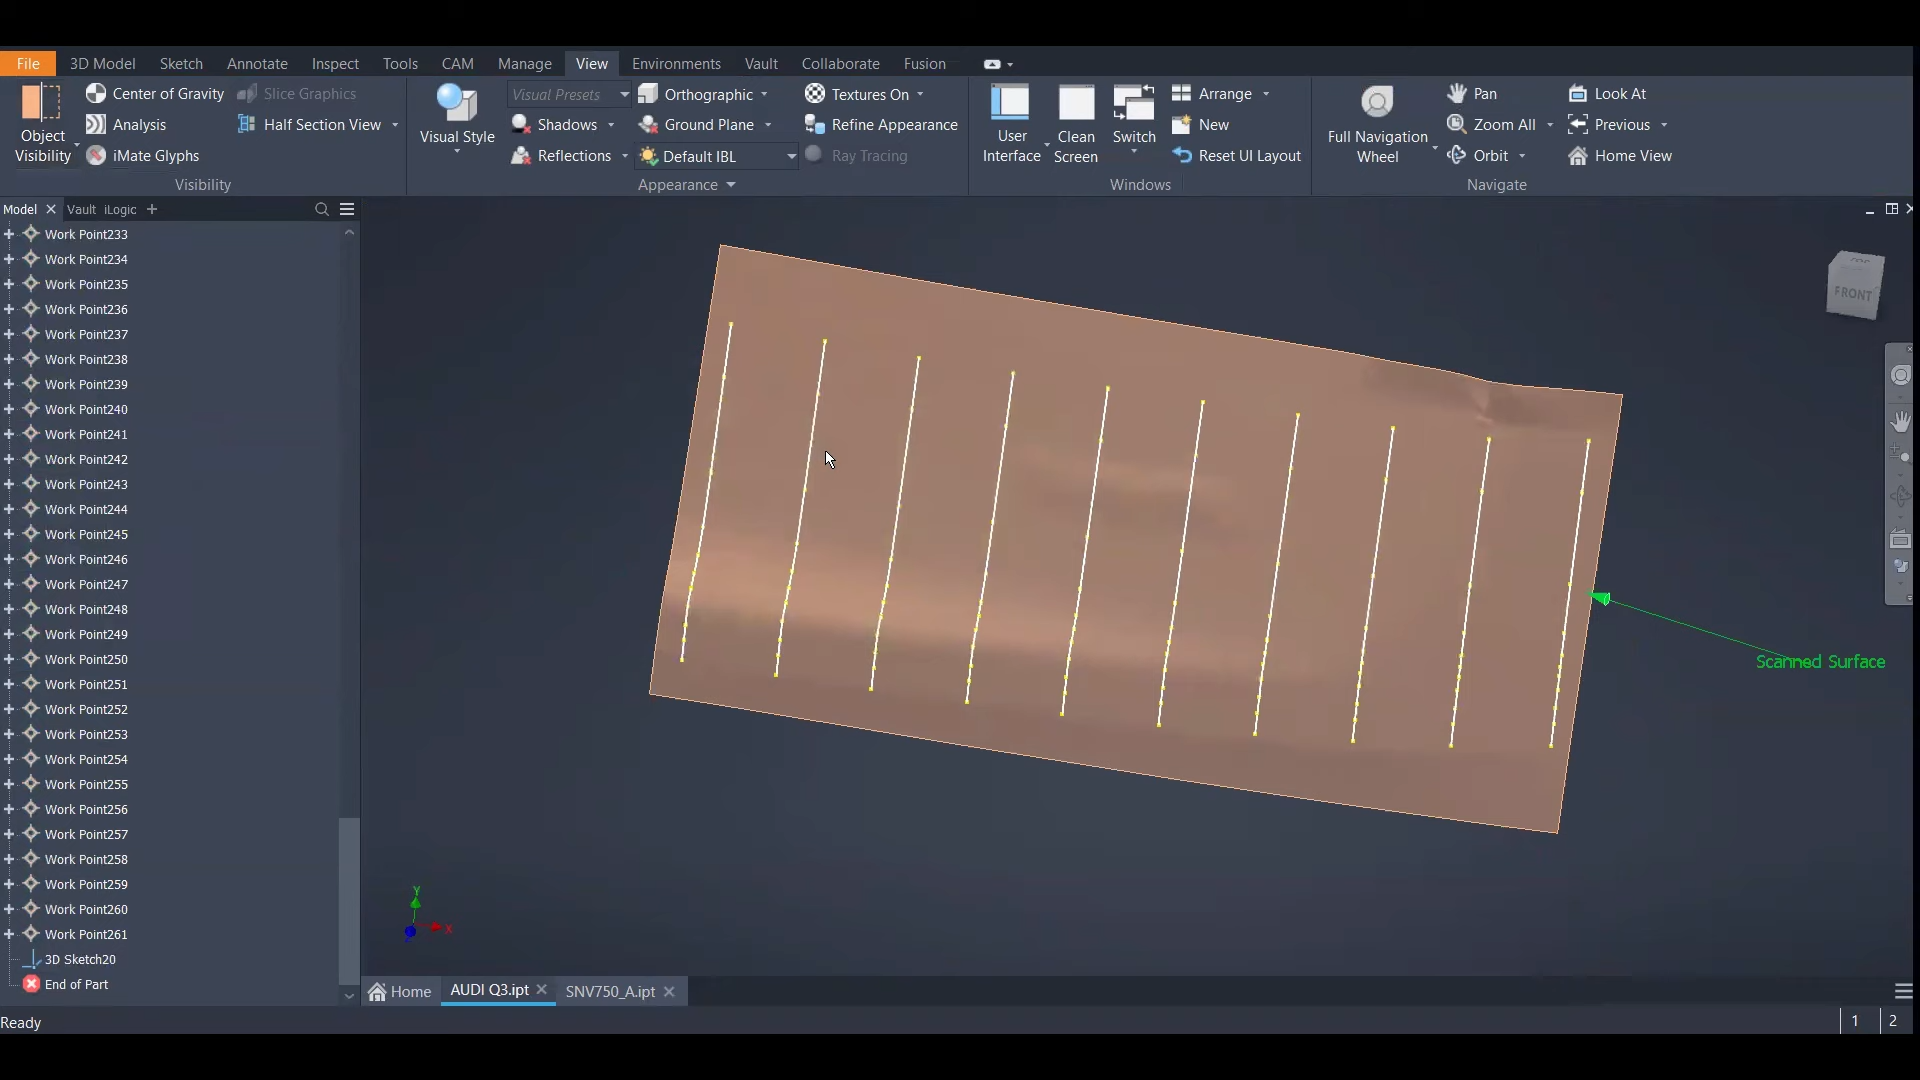 File 3D Model Sketch Annotate Inspect Tools CAM Manage View Environments Vault Collaborate Fusion
Object Visibility
Center of Gravity
Analysis
iMate Glyphs
Slice Graphics
Half Section View
Visibility
Visual Style
Visual Presets
Shadows
Reflections
Orthographic
Ground Plane
Default IBL
Textures On
Refine Appearance
Ray Tracing
Appearance
User Interface
Clean Screen
Switch
Arrange
New
Reset UI Layout
Windows
Full Navigation Wheel
Pan
Zoom All
Orbit
Look At
Previous
Home View
Navigate
Model Vault iLogic
Work Point233
Work Point234
Work Point235
Work Point236
Work Point237
Work Point238
Work Point239
Work Point240
Work Point241
Work Point242
Work Point243
Work Point244
Work Point245
Work Point246
Work Point247
Work Point248
Work Point249
Work Point250
Work Point251
Work Point252
Work Point253
Work Point254
Work Point255
Work Point256
Work Point257
Work Point258
Work Point259
Work Point260
Work Point261
3D Sketch20
End of Part
FRONT
Scanned Surface
Y
X
Home AUDI Q3.ipt SNV750_A.ipt
Ready
1 2